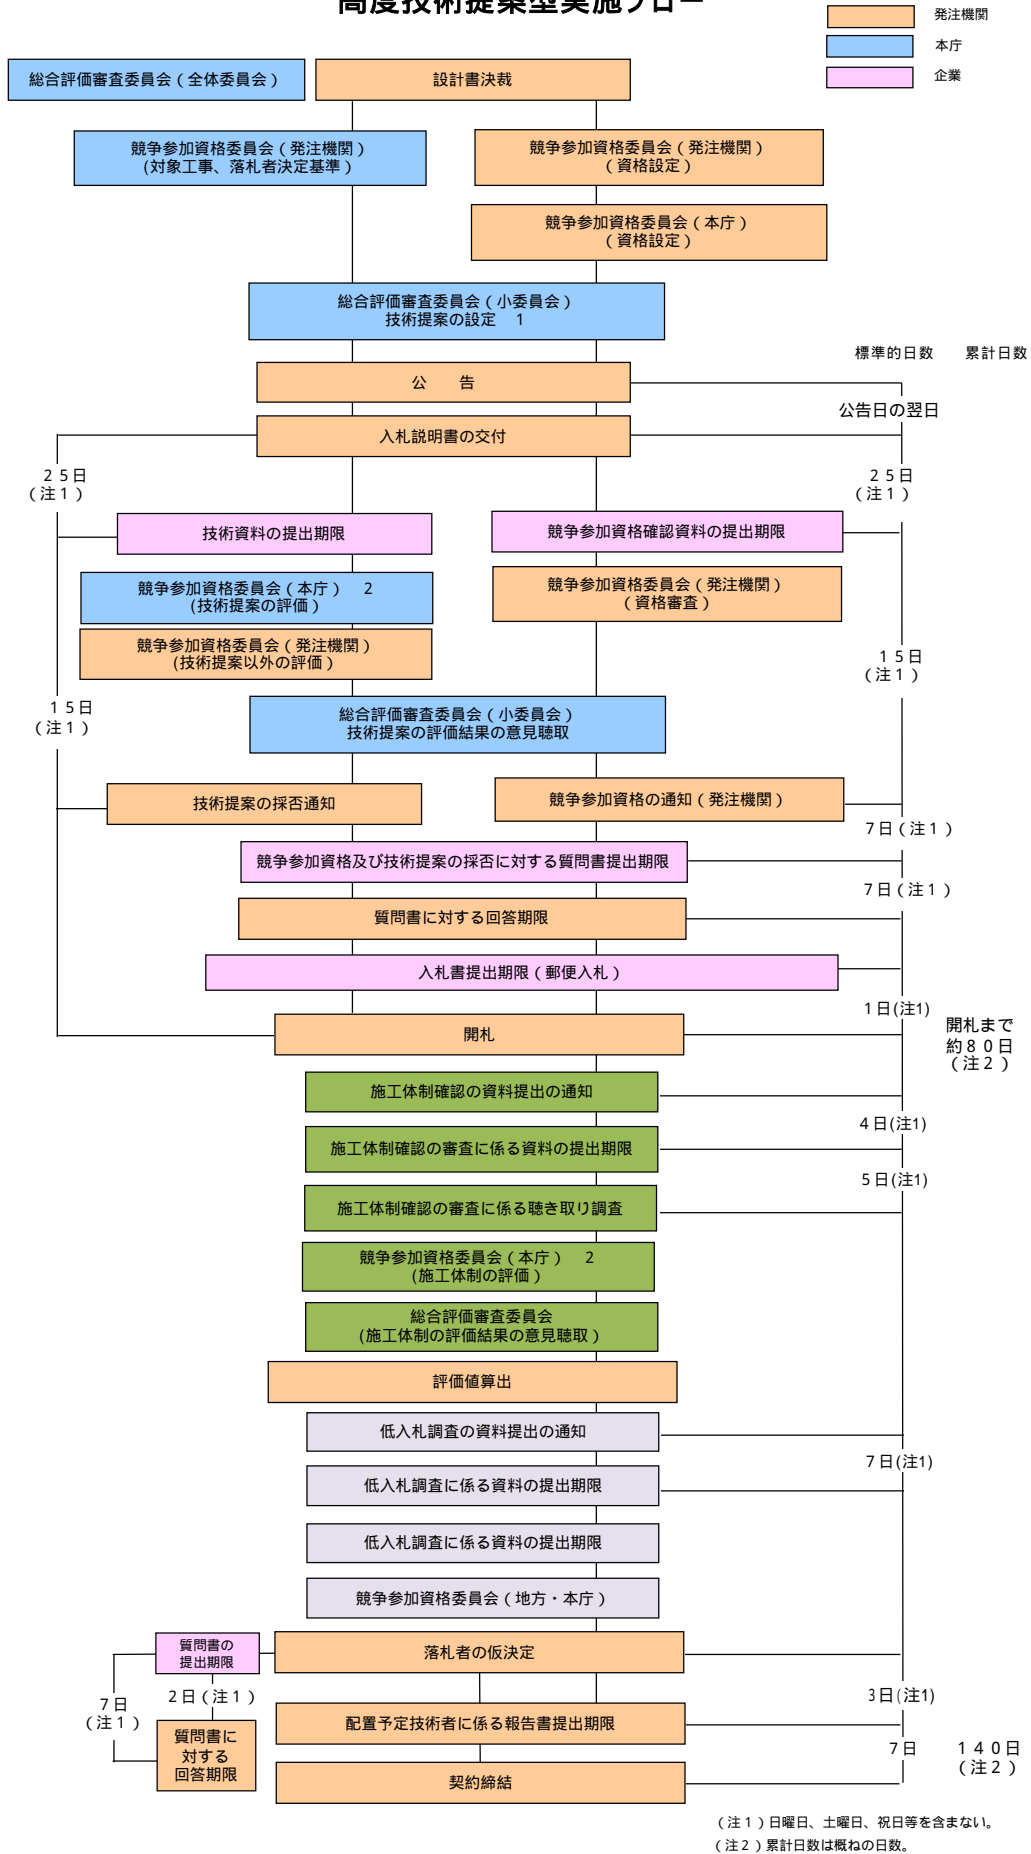 高度技術提案型実施フロー
発注機関
本庁
企業
総合評価審査委員会（全体委員会）
設計書決裁
競争参加資格委員会（発注機関）
(対象工事、落札者決定基準）
競争参加資格委員会（発注機関）
（資格設定）
競争参加資格委員会（本庁）
（資格設定）
総合評価審査委員会（小委員会）
技術提案の設定　1
標準的日数　累計日数
公　　告
公告日の翌日
入札説明書の交付
２５日
（注１）
２５日
（注１）
技術資料の提出期限
競争参加資格確認資料の提出期限
競争参加資格委員会（本庁）　2
(技術提案の評価）
競争参加資格委員会（発注機関）
（資格審査）
競争参加資格委員会（発注機関）
(技術提案以外の評価）
１５日
（注１）
１５日
（注１）
総合評価審査委員会（小委員会）
技術提案の評価結果の意見聴取
技術提案の採否通知
競争参加資格の通知（発注機関）
７日（注１）
競争参加資格及び技術提案の採否に対する質問書提出期限
７日（注１）
質問書に対する回答期限
入札書提出期限（郵便入札）
１日(注1)
開札
開札まで
約８０日
（注２）
施工体制確認の資料提出の通知
４日(注1)
施工体制確認の審査に係る資料の提出期限
５日(注1)
施工体制確認の審査に係る聴き取り調査
競争参加資格委員会（本庁）　2
(施工体制の評価）
総合評価審査委員会
(施工体制の評価結果の意見聴取）
評価値算出
低入札調査の資料提出の通知
７日(注1)
低入札調査に係る資料の提出期限
低入札調査に係る資料の提出期限
競争参加資格委員会（地方・本庁）
質問書の
提出期限
落札者の仮決定
７日
（注１）
２日（注１）
3日(注1)
質問書に
対する
回答期限
配置予定技術者に係る報告書提出期限
７日
１４０日
（注２）
契約締結
（注１）日曜日、土曜日、祝日等を含まない。
（注２）累計日数は概ねの日数。